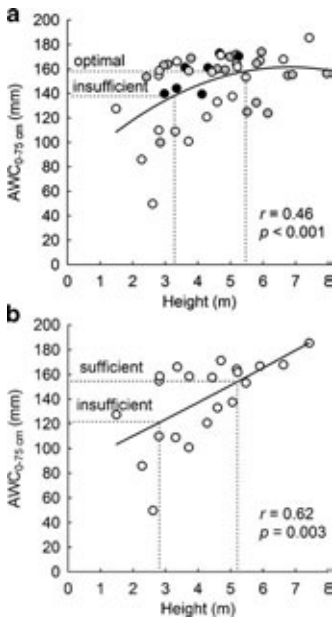 a
200
180
optimal
160
insufficient
140
120
100
80
60
40
20
0
AWC0-75 cm (mm)
r = 0.46
p < 0.001
0 1 2 3 4 5 6 7 8
Height (m)
b
200
180
sufficient
160
140
insufficient
120
100
80
60
40
20
0
AWC0-75 cm (mm)
r = 0.62
p = 0.003
0 1 2 3 4 5 6 7 8
Height (m)